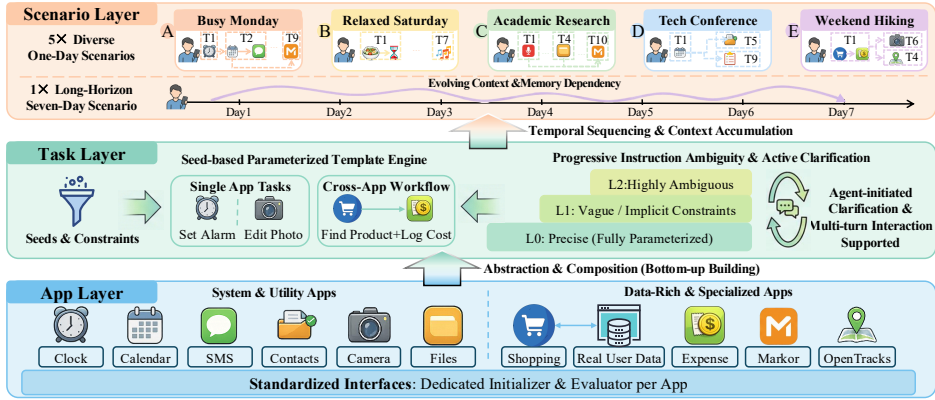 Scenario Layer
A Busy Monday
T1 T2 T9
B Relaxed Saturday
T1 T7
C Academic Research
T1 T4 T10
D Tech Conference
T1 T5
T9
E Weekend Hiking
T1 T6
T4
5× Diverse
One-Day Scenarios
1× Long-Horizon
Seven-Day Scenario
Evolving Context &Memory Dependency
Day1 Day2 Day3 Day4 Day5 Day6 Day7
Temporal Sequencing & Context Accumulation
Task Layer
Seed-based Parameterized Template Engine
Seeds & Constraints
Single App Tasks
Set Alarm Edit Photo
Cross-App Workflow
Find Product+Log Cost
Progressive Instruction Ambiguity & Active Clarification
L2:Highly Ambiguous
L1: Vague / Implicit Constraints
L0: Precise (Fully Parameterized)
Agent-initiated
Clarification &
Multi-turn Interaction
Supported
Abstraction & Composition (Bottom-up Building)
App Layer
System & Utility Apps
Clock Calendar SMS Contacts Camera Files
Data-Rich & Specialized Apps
Shopping Real User Data Expense Markor OpenTracks
Standardized Interfaces: Dedicated Initializer & Evaluator per App